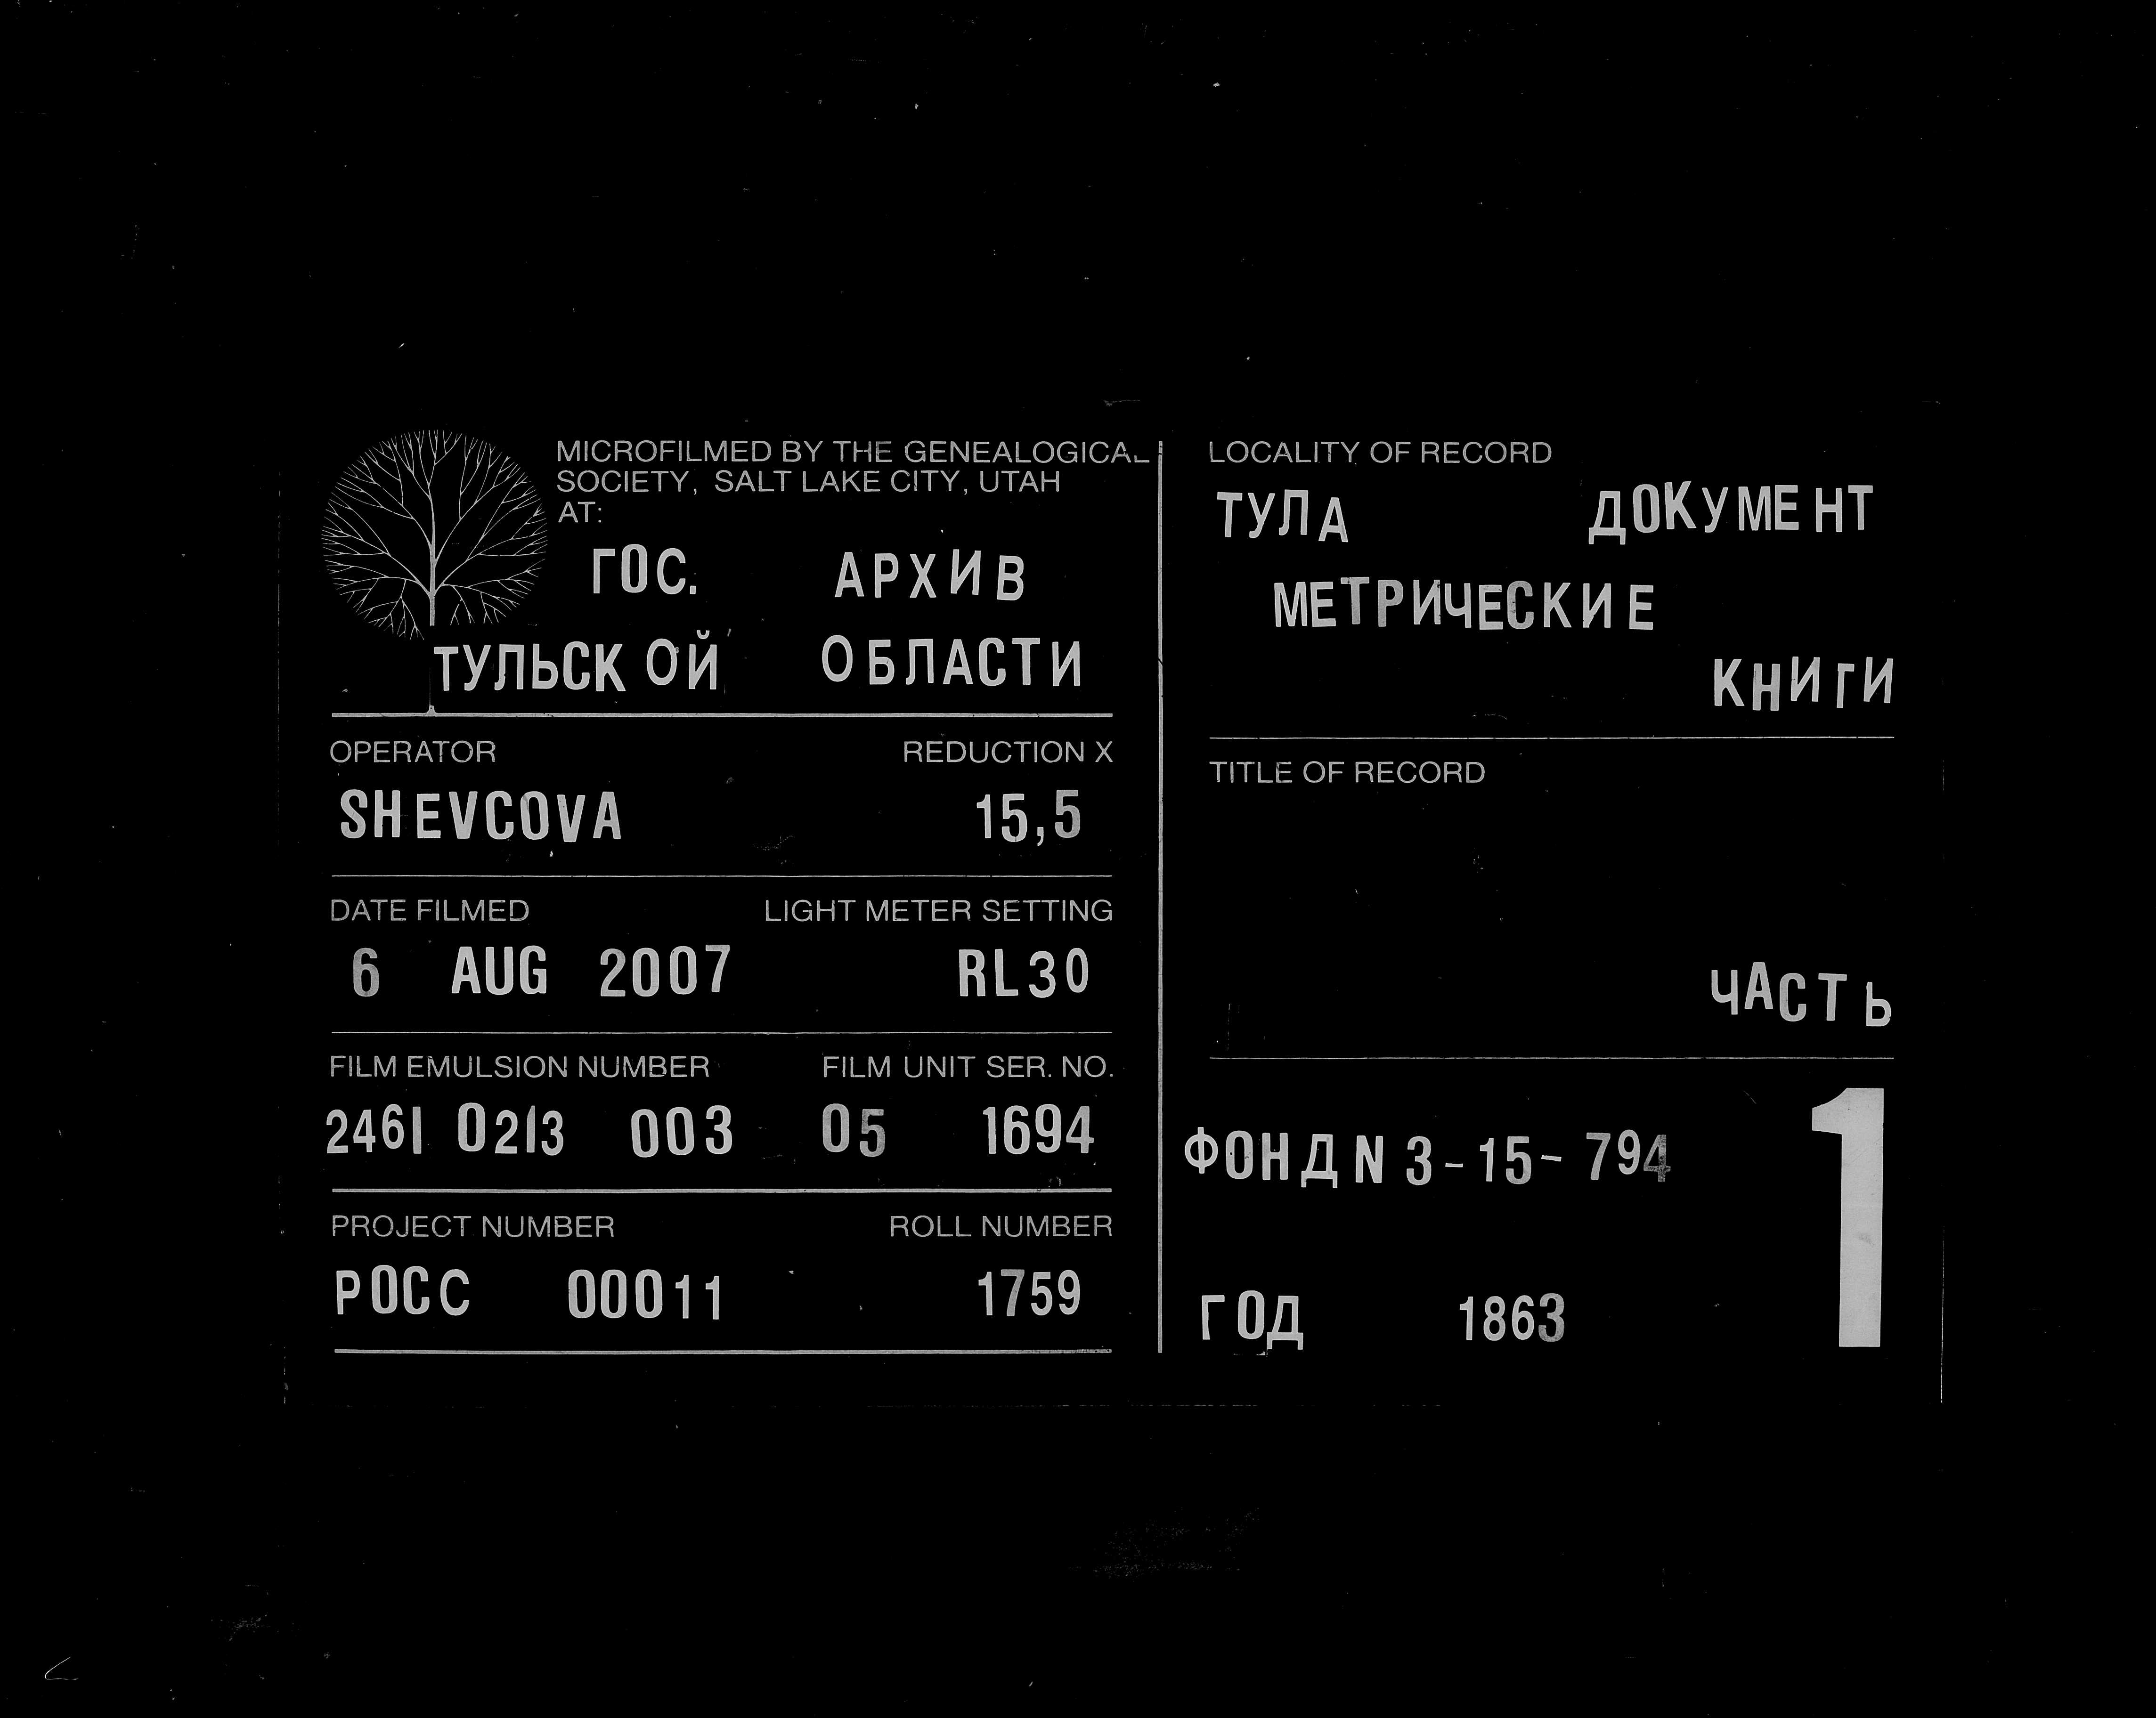 MICROFILMED BY THE GENEALOGICAL
SOCIETY, SALT LAKE CITY, UTAH
AT:
ГОС. АРХИВ
ТУЛЬСКОЙ ОБЛАСТИ
OPERATOR REDUCTION X
SHEVCOVA 15,5
DATE FILMED LIGHT METER SETTING
6 AUG 2007 RL30
FILM EMULSION NUMBER FILM UNIT SER. NO.
2461 0213 003 05 1694
PROJECT NUMBER ROLL NUMBER
РОСС 00011 1759
LOCALITY OF RECORD
ТУЛА ДОКУМЕНТ
МЕТРИЧЕСКИЕ
КНИГИ
TITLE OF RECORD
ЧАСТЬ
1
ФОНД N 3-15-794
ГОД 1863